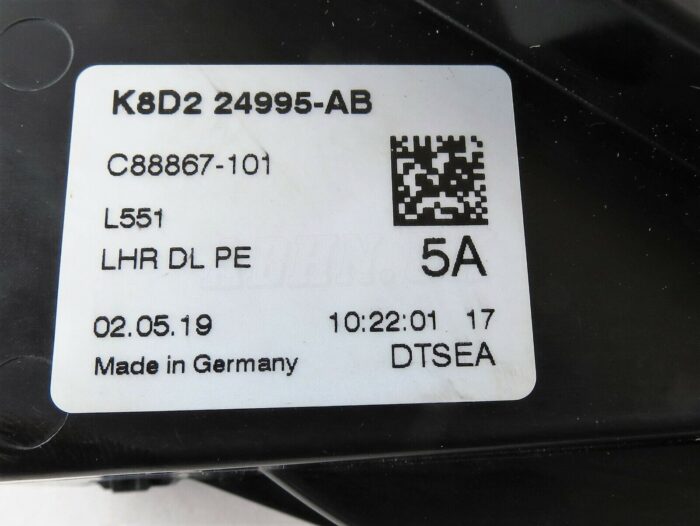 K8D2 24995-AB
C88867-101
L551
LHR DL PE
5A
02.05.19 10:22:01 17
Made in Germany DTSEA